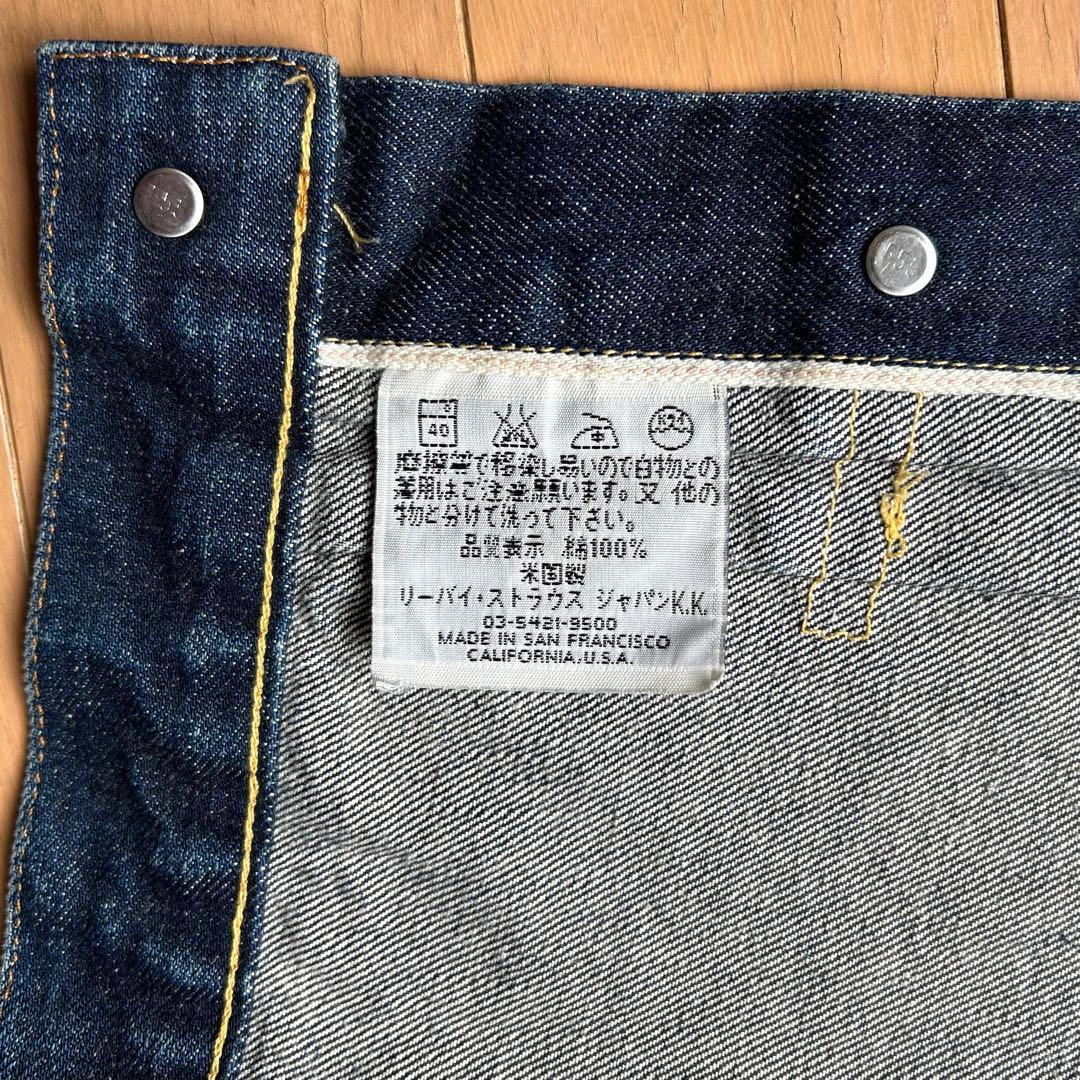 40
摩擦等で移染し易いので白物との
着用はご注意願います。又 他の
物と分けて洗って下さい。
品質表示 綿100%
米国製
リーバイ・ストラウス ジャパンK.K.
03-5421-9500
MADE IN SAN FRANCISCO
CALIFORNIA.U.S.A.